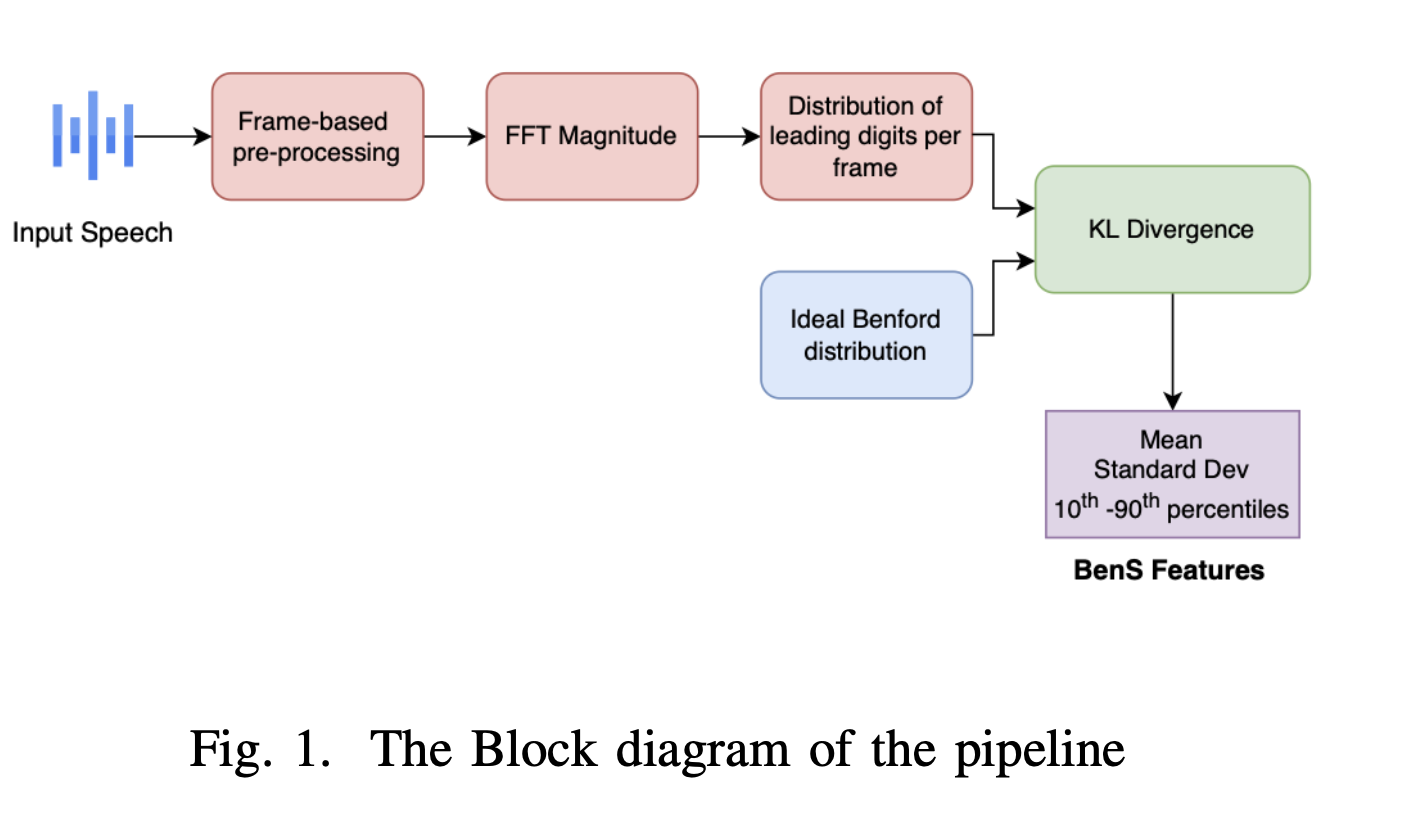 Input Speech
Frame-based
pre-processing
FFT Magnitude
Distribution of
leading digits per
frame
Ideal Benford
distribution
KL Divergence
Mean
Standard Dev
10th -90th percentiles
BenS Features
Fig. 1. The Block diagram of the pipeline